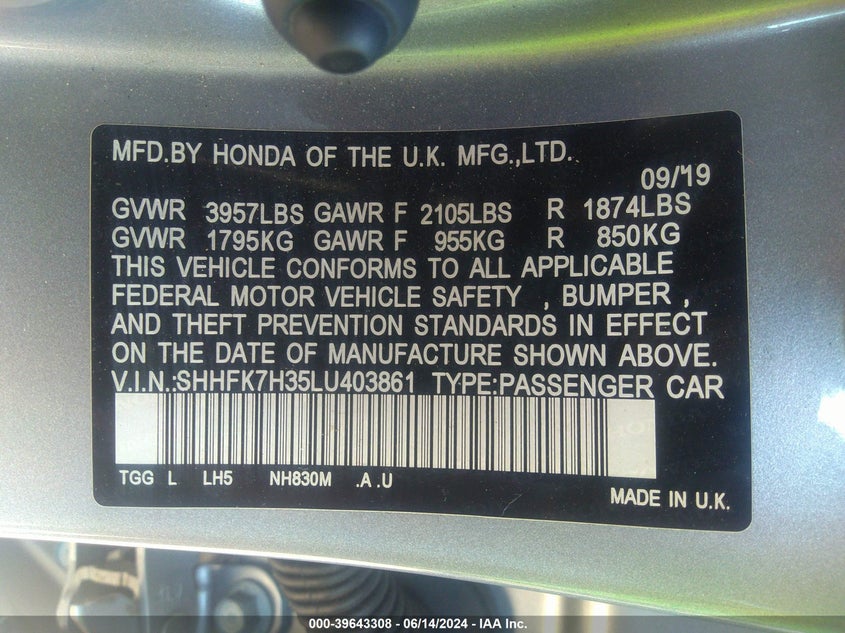 MFD.BY HONDA OF THE U.K. MFG.,LTD.
09/19
GVWR 3957LBS GAWR F 2105LBS R 1874LBS
GVWR 1795KG GAWR F 955KG R 850KG
THIS VEHICLE CONFORMS TO ALL APPLICABLE
FEDERAL MOTOR VEHICLE SAFETY , BUMPER ,
AND THEFT PREVENTION STANDARDS IN EFFECT
ON THE DATE OF MANUFACTURE SHOWN ABOVE.
V.I.N.:SHHFK7H35LU403861 TYPE:PASSENGER CAR
TGG L LH5 NH830M .A .U
MADE IN U.K.
000-39643308 - 06/14/2024 - IAA Inc.